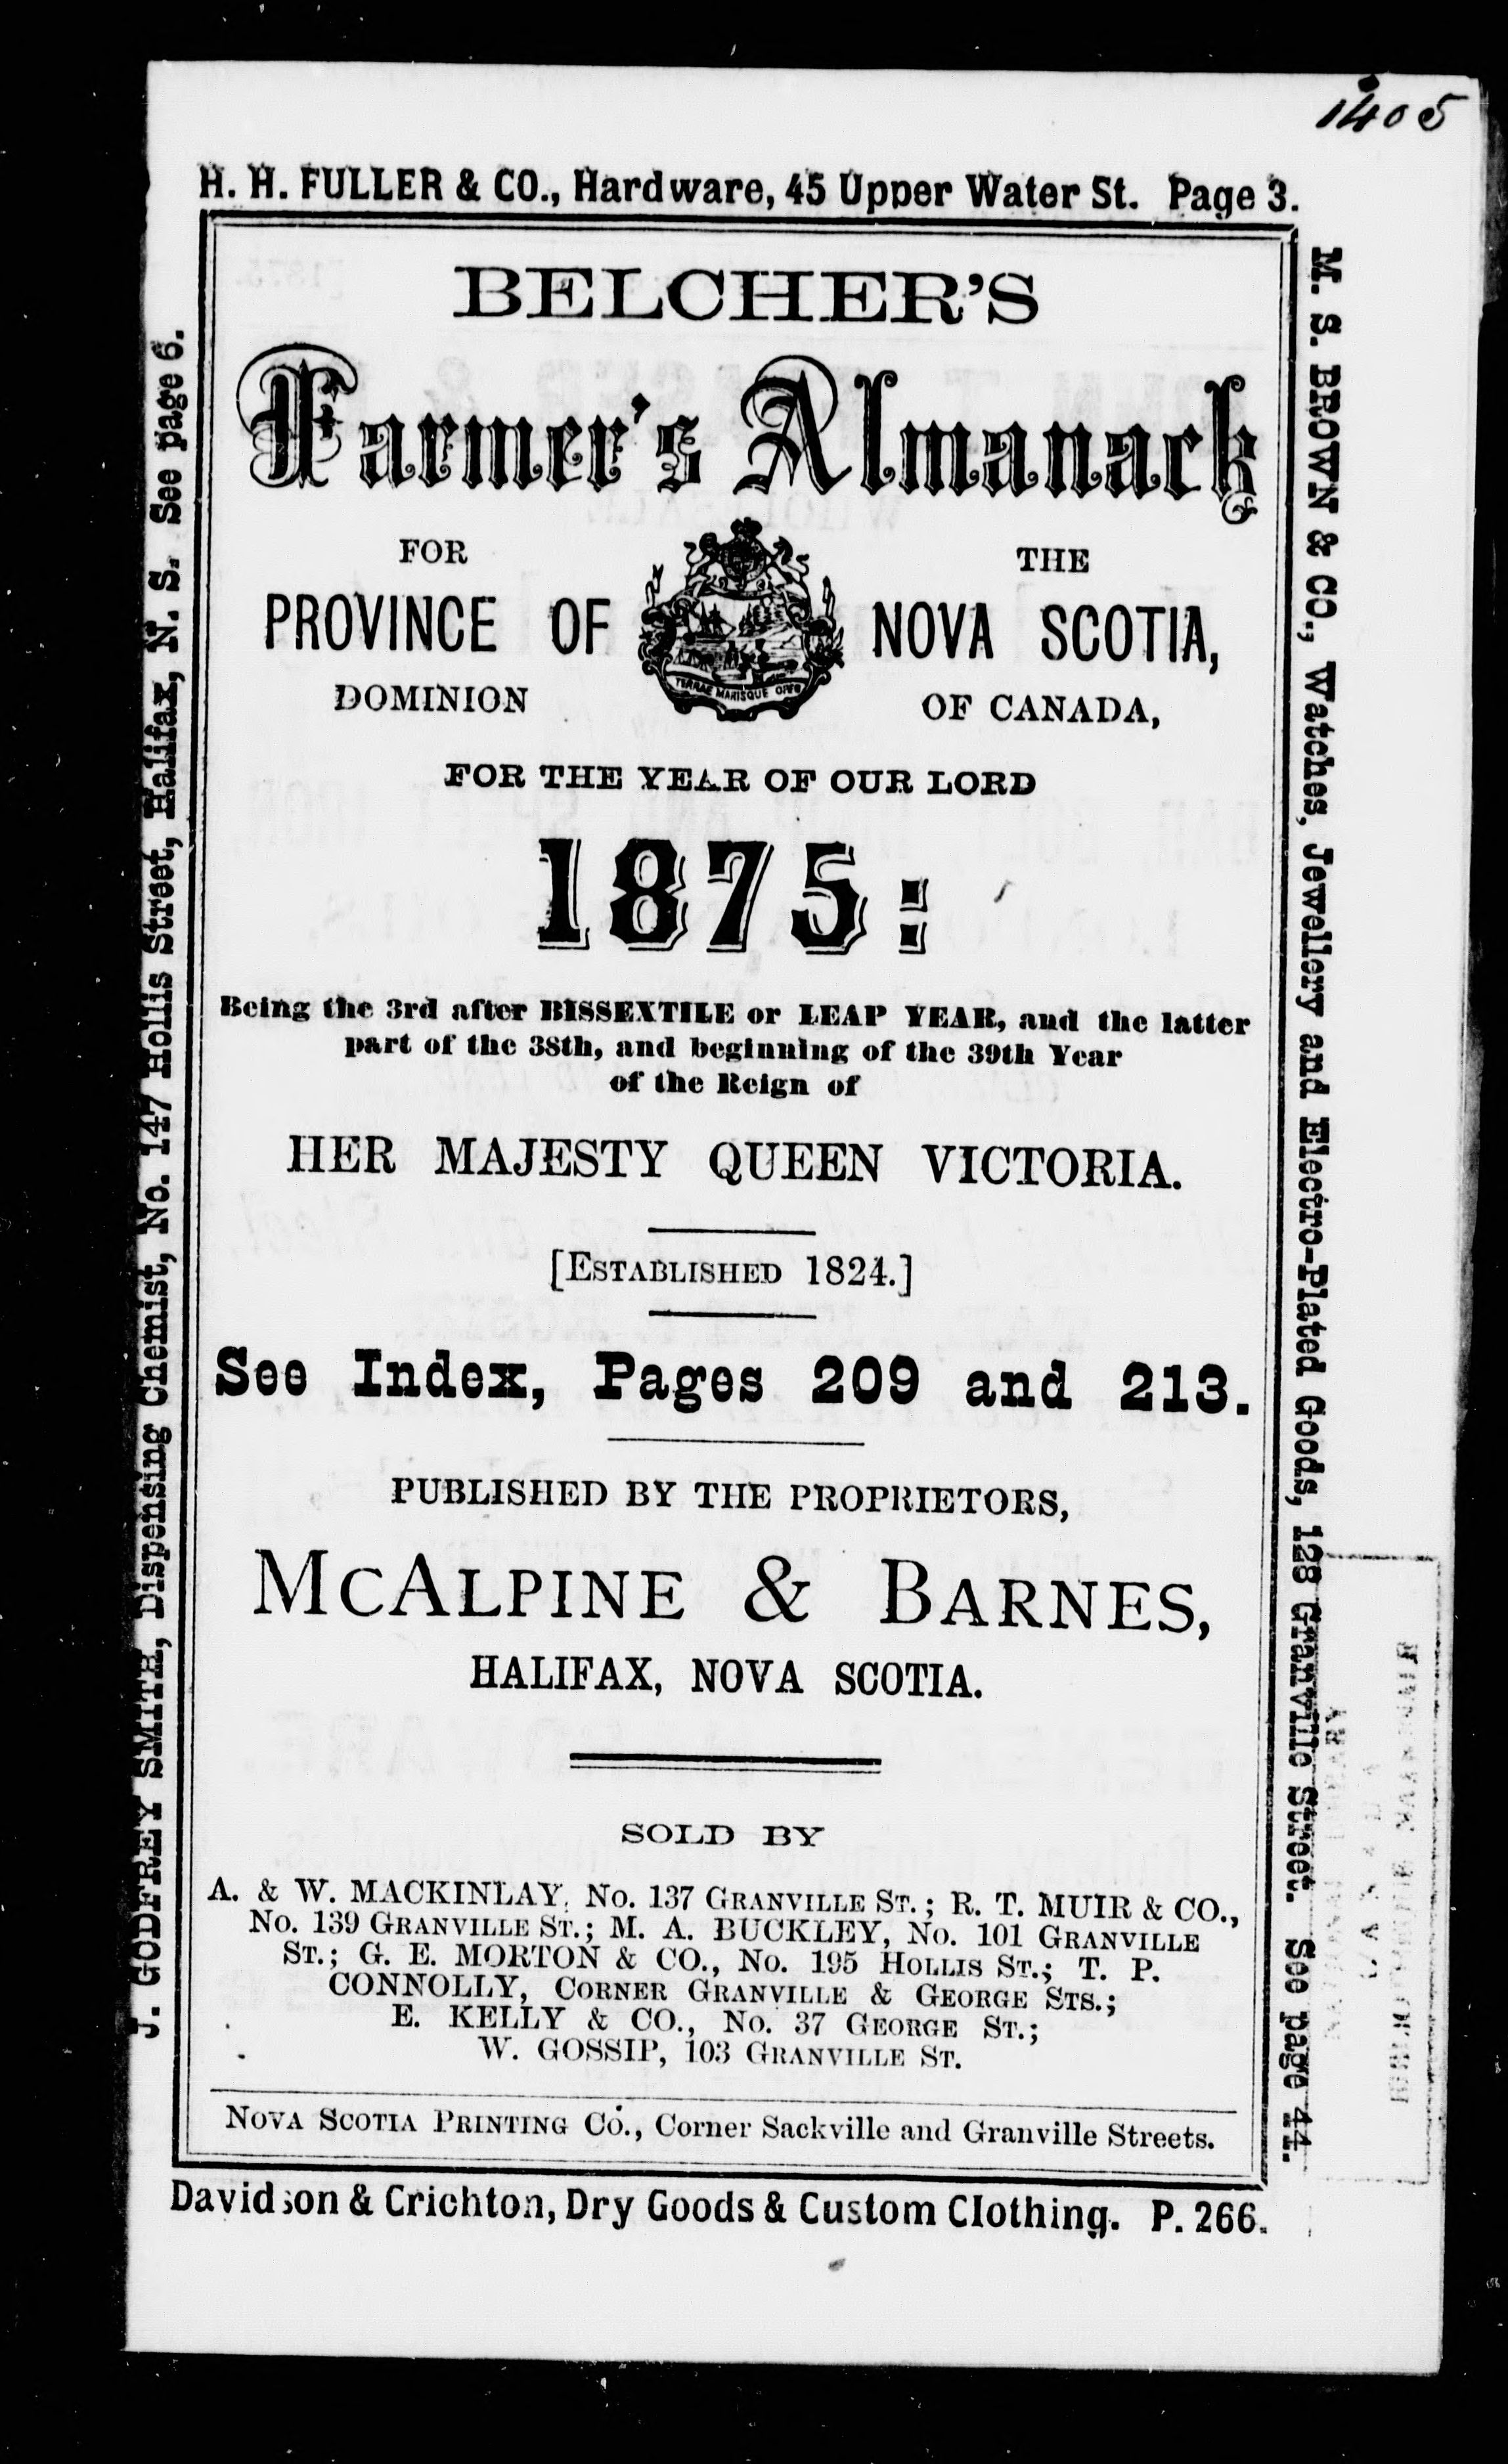 1405
H. H. FULLER & CO., Hardware, 45 Upper Water St. Page 3.
BELCHER'S
Farmer's Almanack
FOR THE
PROVINCE OF NOVA SCOTIA,
TERRAE MARISQUE OPES
DOMINION OF CANADA,
FOR THE YEAR OF OUR LORD
1875:
Being the 3rd after BISSEXTILE or LEAP YEAR, and the latter
part of the 38th, and beginning of the 39th Year
of the Reign of
HER MAJESTY QUEEN VICTORIA.
[ESTABLISHED 1824.]
See Index, Pages 209 and 213.
PUBLISHED BY THE PROPRIETORS,
MCALPINE & BARNES,
HALIFAX, NOVA SCOTIA.
SOLD BY
A. & W. MACKINLAY, No. 137 GRANVILLE ST.; R. T. MUIR & CO.,
No. 139 GRANVILLE ST.; M. A. BUCKLEY, No. 101 GRANVILLE
ST.; G. E. MORTON & CO., No. 195 HOLLIS ST.; T. P.
CONNOLLY, CORNER GRANVILLE & GEORGE STS.;
E. KELLY & CO., No. 37 GEORGE ST.;
W. GOSSIP, 103 GRANVILLE ST.
NOVA SCOTIA PRINTING CO., Corner Sackville and Granville Streets.
Davidson & Crichton, Dry Goods & Custom Clothing. P. 266.
J. GODFREY SMITH, Dispensing Chemist, No. 147 Hollis Street, Halifax, N. S. See page 6.
M. S. BROWN & CO., Watches, Jewellery and Electro-Plated Goods, 128 Granville Street. See page 44.